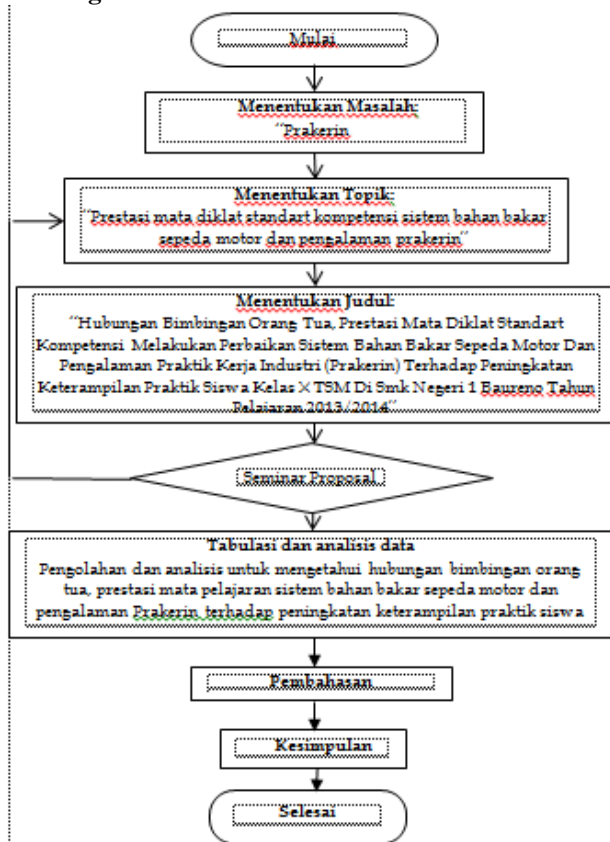 Mulai
Menentukan Masalah:
"Prakerin
Menentukan Topik:
"Prestasi mata diklat standart kompetensi sistem bahan bakar
sepeda motor dan pengalaman prakerin"
Menentukan Judul:
"Hubungan Bimbingan Orang Tua, Prestasi Mata Diklat Standart
Kompetensi Melakukan Perbaikan Sistem Bahan Bakar Sepeda Motor Dan
Pengalaman Praktik Kerja Industri (Prakerin) Terhadap Peningkatan
Keterampilan Praktik Siswa Kelas X TSM Di Smk Negeri 1 Baureno Tahun
Pelajaran 2013/2014"
Seminar Proposal
Tabulasi dan analisis data
Pengolahan dan analisis untuk mengetahui hubungan bimbingan orang
tua, prestasi mata pelajaran sistem bahan bakar sepeda motor dan
pengalaman Prakerin terhadap peningkatan keterampilan praktik siswa
Pembahasan
Kesimpulan
Selesai